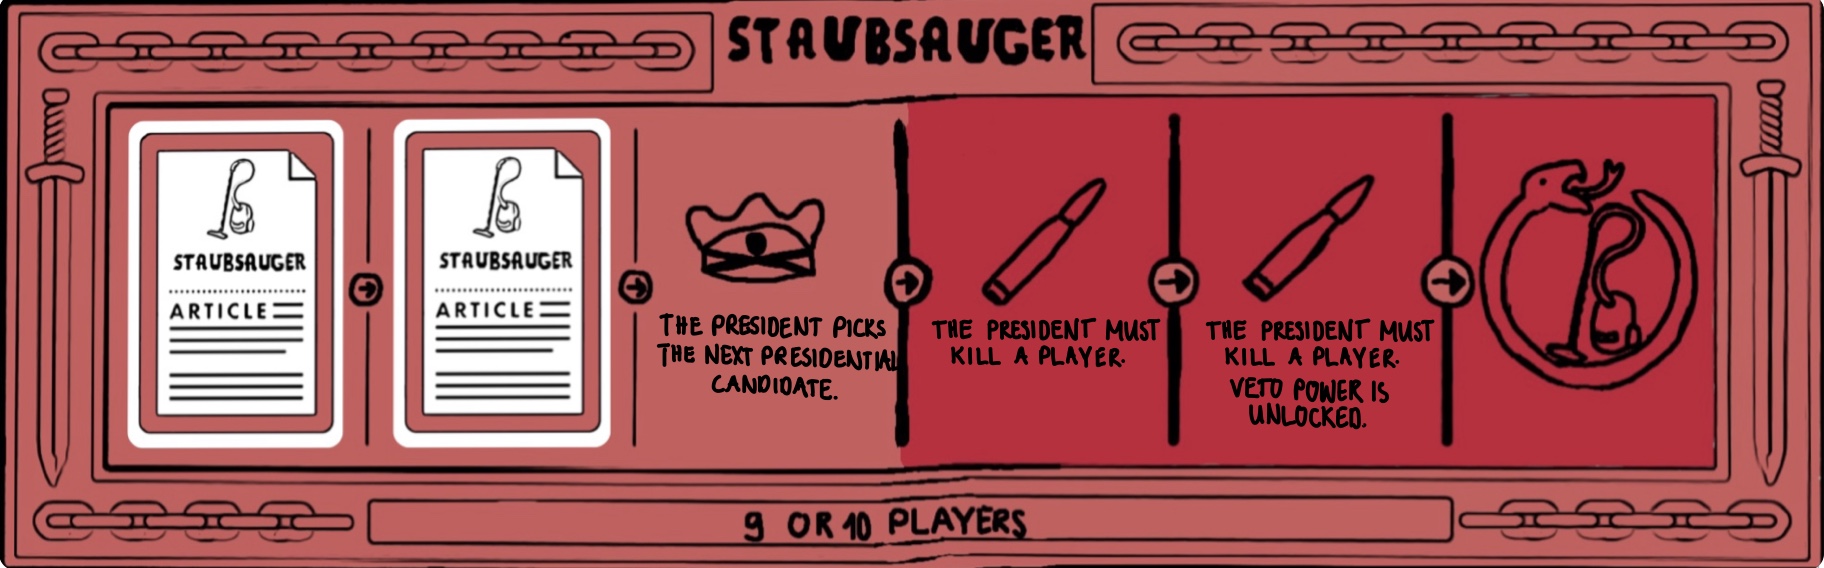 STAUBSAUGER
STAUBSAUGER
ARTICLE
STAUBSAUGER
ARTICLE
THE PRESIDENT PICKS
THE NEXT PRESIDENTIAL
CANDIDATE.
THE PRESIDENT MUST
KILL A PLAYER.
THE PRESIDENT MUST
KILL A PLAYER.
VETO POWER IS
UNLOCKED.
9 OR 10 PLAYERS